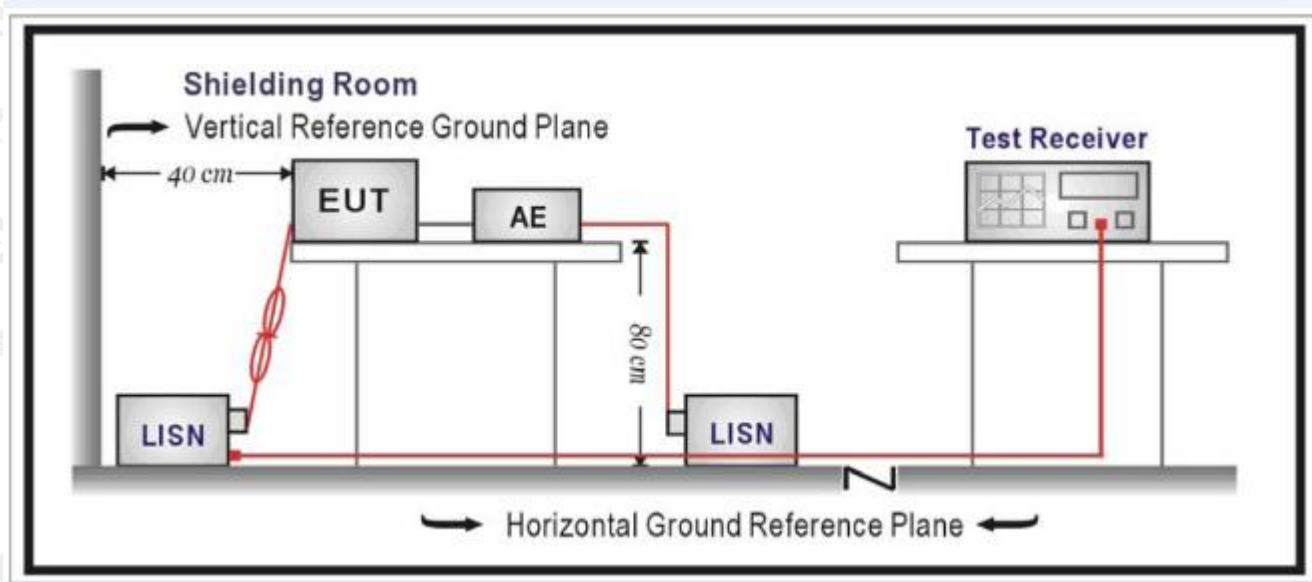 Shielding Room
Vertical Reference Ground Plane
Test Receiver
40 cm
EUT
AE
80 cm
LISN
LISN
Horizontal Ground Reference Plane